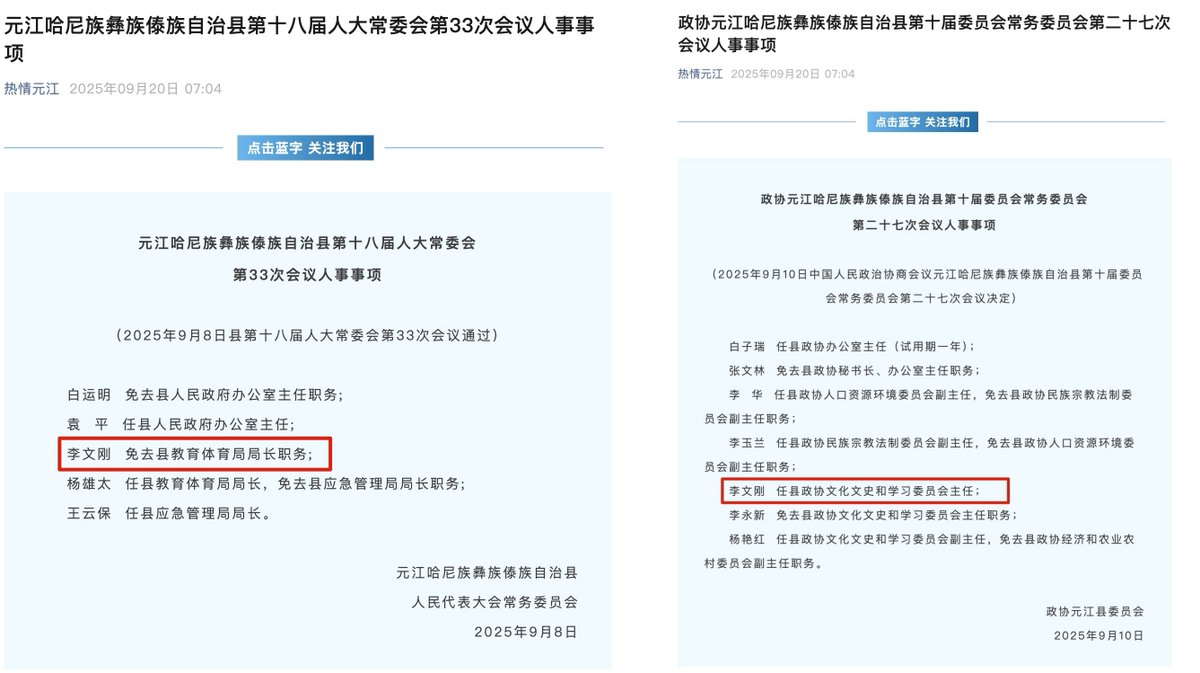 元江哈尼族彝族傣族自治县第十八届人大常委会第33次会议人事事
项
热情元江 2025年09月20日 07:04
点击蓝字 关注我们
元江哈尼族彝族傣族自治县第十八届人大常委会
第33次会议人事事项
（2025年9月8日县第十八届人大常委会第33次会议通过）
白运明 免去县人民政府办公室主任职务；
袁 平 任县人民政府办公室主任；
李文刚 免去县教育体育局局长职务；
杨雄太 任县教育体育局局长，免去县应急管理局局长职务；
王云保 任县应急管理局局长。
元江哈尼族彝族傣族自治县
人民代表大会常务委员会
2025年9月8日
政协元江哈尼族彝族傣族自治县第十届委员会常务委员会第二十七次
会议人事事项
热情元江 2025年09月20日 07:04
点击蓝字 关注我们
政协元江哈尼族彝族傣族自治县第十届委员会常务委员会
第二十七次会议人事事项
（2025年9月10日中国人民政治协商会议元江哈尼族彝族傣族自治县第十届委员
会常务委员会第二十七次会议决定）
白子瑞 任县政协办公室主任（试用期一年）；
张文林 免去县政协秘书长、办公室主任职务；
李 华 任县政协人口资源环境委员会副主任，免去县政协民族宗教法制委
员会副主任职务；
李玉兰 任县政协民族宗教法制委员会副主任，免去县政协人口资源环境委
员会副主任职务；
李文刚 任县政协文化文史和学习委员会主任；
李永新 免去县政协文化文史和学习委员会主任职务；
杨艳红 任县政协文化文史和学习委员会副主任，免去县政协经济和农业农
村委员会副主任职务。
政协元江县委员会
2025年9月10日